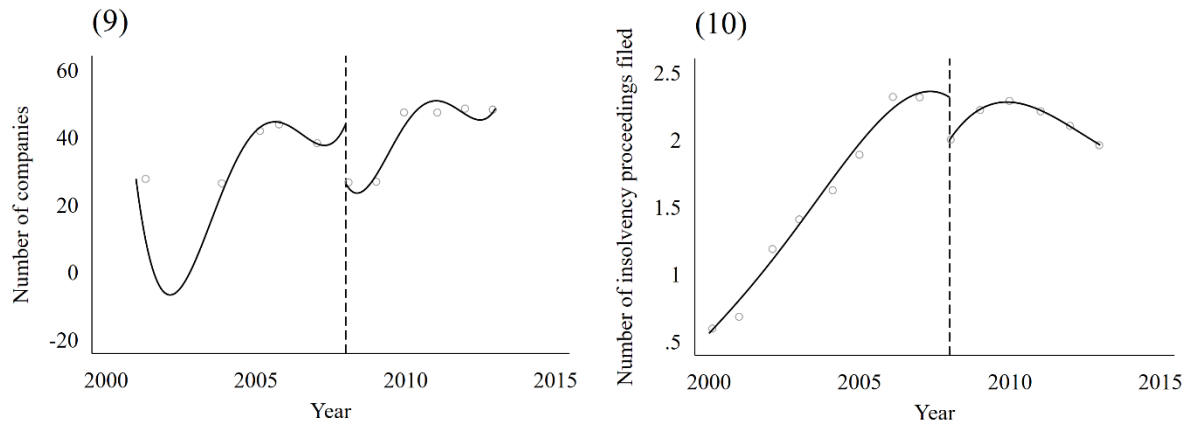 (9)
Number of companies
60
40
20
0
-20
2000 2005 2010 2015
Year
(10)
Number of insolvency proceedings filed
2.5
2
1.5
1
.5
2000 2005 2010 2015
Year